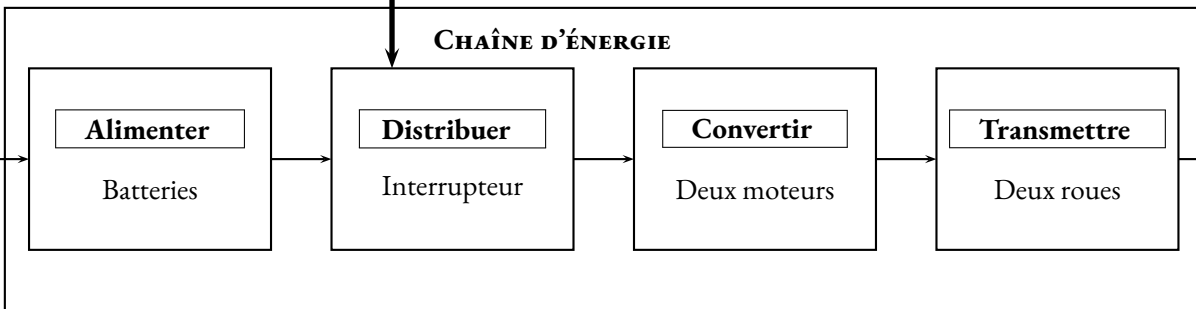 CHAÎNE D'ÉNERGIE
Alimenter
Batteries
Distribuer
Interrupteur
Convertir
Deux moteurs
Transmettre
Deux roues